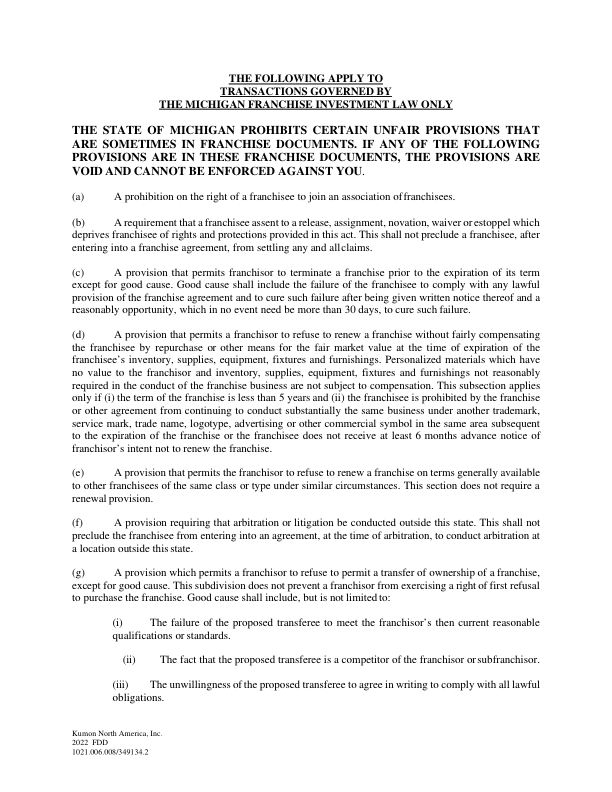 THE FOLLOWING APPLY TO
TRANSACTIONS GOVERNED BY
THE MICHIGAN FRANCHISE INVESTMENT LAW ONLY
THE STATE OF MICHIGAN PROHIBITS CERTAIN UNFAIR PROVISIONS THAT
ARE SOMETIMES IN FRANCHISE DOCUMENTS. IF ANY OF THE FOLLOWING
PROVISIONS ARE IN THESE FRANCHISE DOCUMENTS, THE PROVISIONS ARE
VOID AND CANNOT BE ENFORCED AGAINST YOU.
(a) A prohibition on the right of a franchisee to join an association of franchisees.
(b) A requirement that a franchisee assent to a release, assignment, novation, waiver or estoppel which
deprives franchisee of rights and protections provided in this act. This shall not preclude a franchisee, after
entering into a franchise agreement, from settling any and all claims.
(c) A provision that permits franchisor to terminate a franchise prior to the expiration of its term
except for good cause. Good cause shall include the failure of the franchisee to comply with any lawful
provision of the franchise agreement and to cure such failure after being given written notice thereof and a
reasonably opportunity, which in no event need be more than 30 days, to cure such failure.
(d) A provision that permits a franchisor to refuse to renew a franchise without fairly compensating
the franchisee by repurchase or other means for the fair market value at the time of expiration of the
franchisee's inventory, supplies, equipment, fixtures and furnishings. Personalized materials which have
no value to the franchisor and inventory, supplies, equipment, fixtures and furnishings not reasonably
required in the conduct of the franchise business are not subject to compensation. This subsection applies
only if (i) the term of the franchise is less than 5 years and (ii) the franchisee is prohibited by the franchise
or other agreement from continuing to conduct substantially the same business under another trademark,
service mark, trade name, logotype, advertising or other commercial symbol in the same area subsequent
to the expiration of the franchise or the franchisee does not receive at least 6 months advance notice of
franchisor's intent not to renew the franchise.
(e) A provision that permits the franchisor to refuse to renew a franchise on terms generally available
to other franchisees of the same class or type under similar circumstances. This section does not require a
renewal provision.
(f) A provision requiring that arbitration or litigation be conducted outside this state. This shall not
preclude the franchisee from entering into an agreement, at the time of arbitration, to conduct arbitration at
a location outside this state.
(g) A provision which permits a franchisor to refuse to permit a transfer of ownership of a franchise,
except for good cause. This subdivision does not prevent a franchisor from exercising a right of first refusal
to purchase the franchise. Good cause shall include, but is not limited to:
(i) The failure of the proposed transferee to meet the franchisor's then current reasonable
qualifications or standards.
(ii) The fact that the proposed transferee is a competitor of the franchisor or subfranchisor.
(iii) The unwillingness of the proposed transferee to agree in writing to comply with all lawful
obligations.
Kumon North America, Inc.
2022 FDD
1021.006.008/349134.2